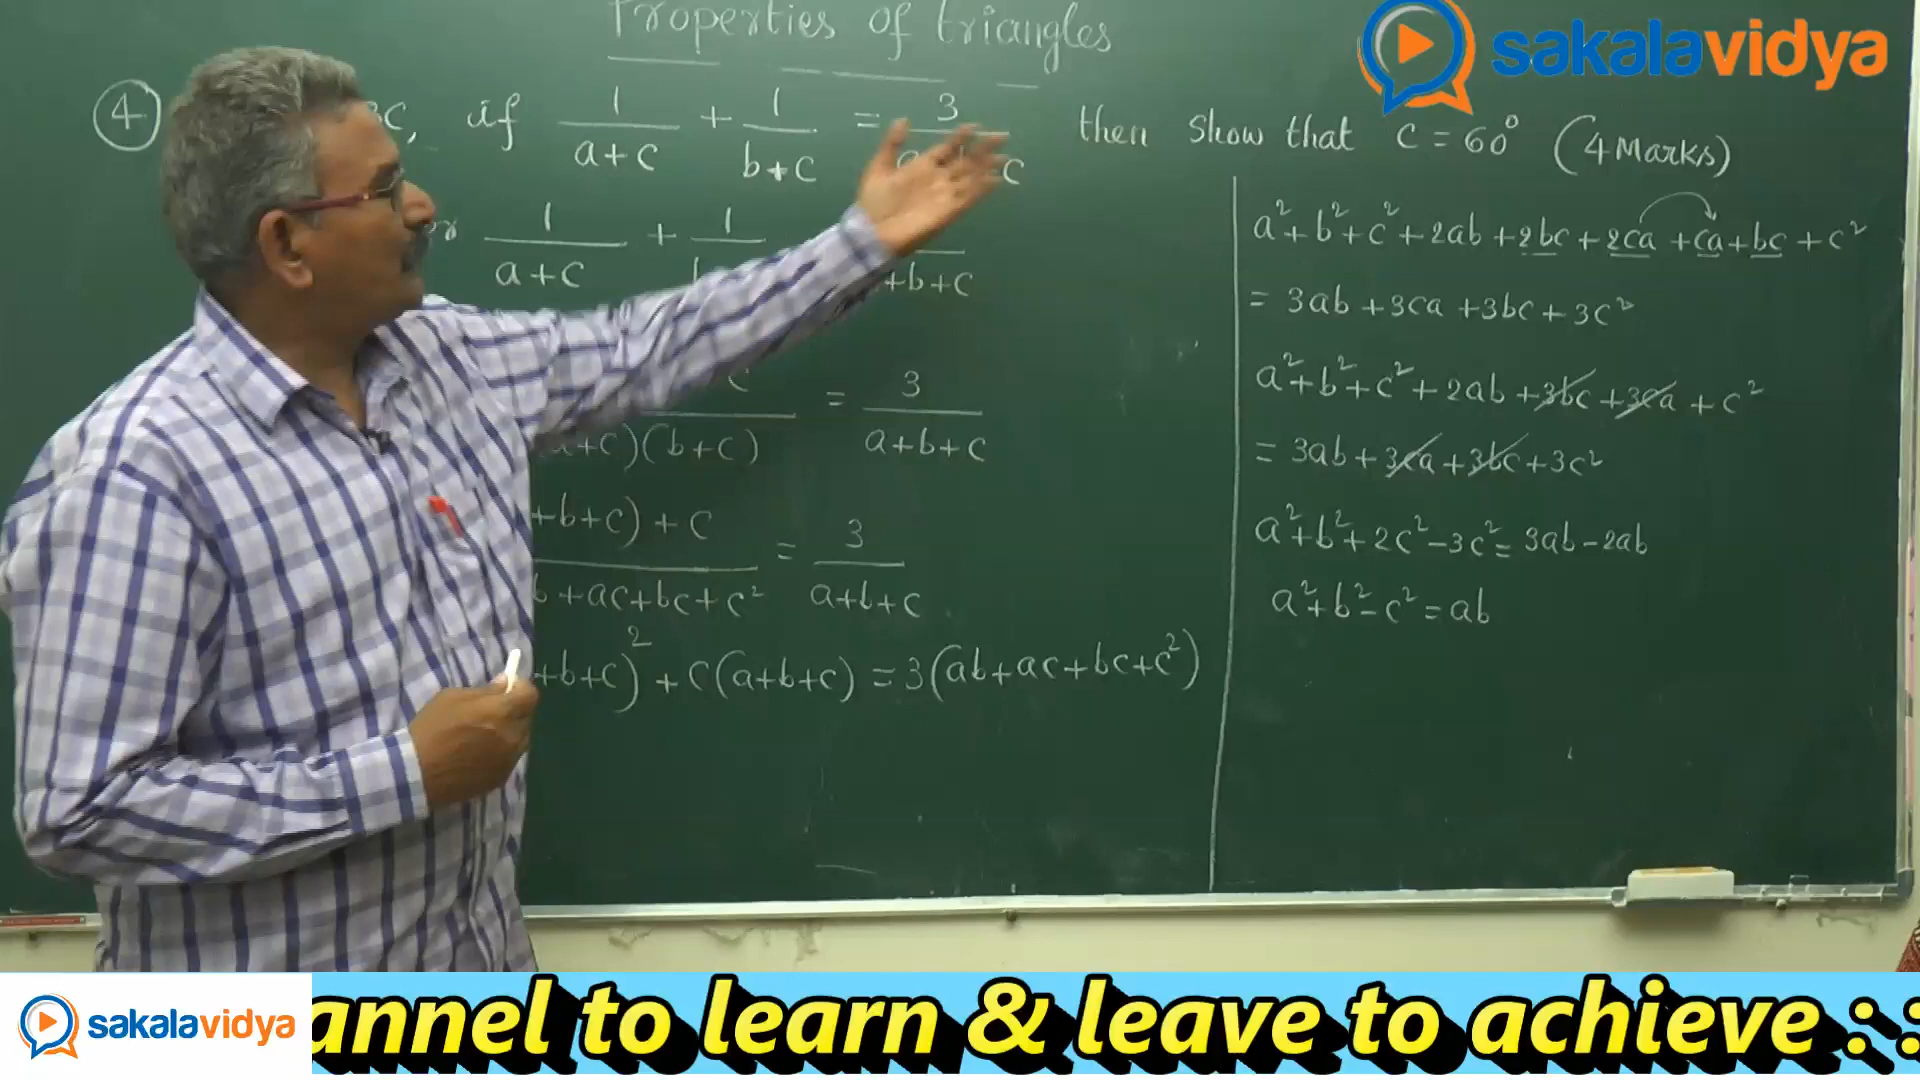 Properties of triangles
sakalavidya
4 BC, if 1/(a+c) + 1/(b+c) = 3 c then show that C = 60° (4 Marks)
1/(a+c) + 1 +b+c
c = 3/(a+b+c)
+c)(b+c)
+b+c) + c = 3/(a+b+c)
+ac+bc+c²
+b+c)² + c(a+b+c) = 3(ab+ac+bc+c²)
a²+b²+c²+2ab+2bc+2ca+ca+bc+c²
= 3ab+3ca+3bc+3c²
a²+b²+c²+2ab+3bc+3ca+c²
= 3ab+3ca+3bc+3c²
a²+b²+2c²-3c²=3ab-2ab
a²+b²-c²=ab
sakalavidya annel to learn & leave to achieve : :